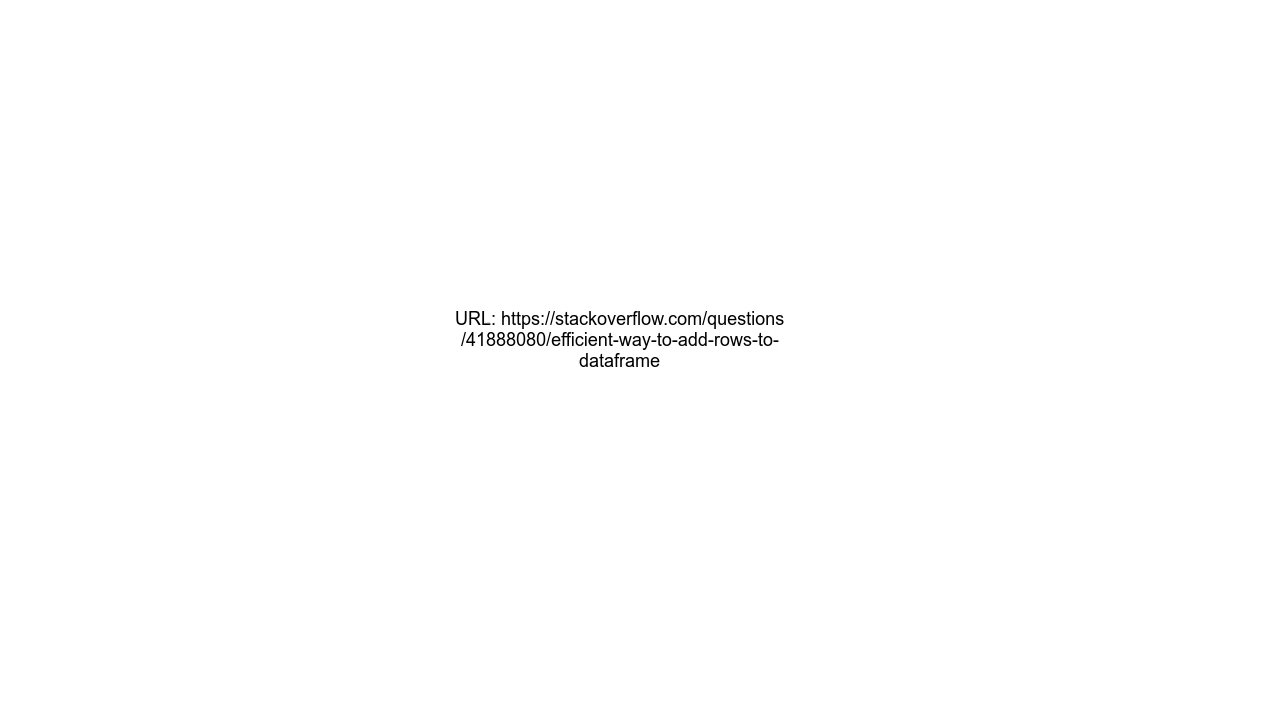 URL: https://stackoverflow.com/questions
/41888080/efficient-way-to-add-rows-to-
dataframe